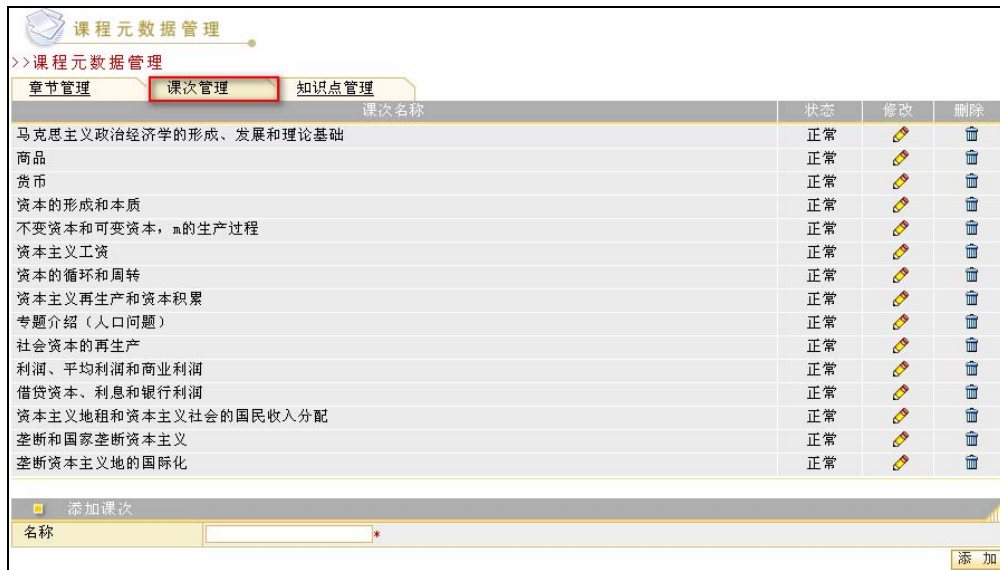 课程元数据管理
>>课程元数据管理
章节管理 课次管理 知识点管理
课次名称 状态 修改 删除
马克思主义政治经济学的形成、发展和理论基础 正常
商品 正常
货币 正常
资本的形成和本质 正常
不变资本和可变资本，m的生产过程 正常
资本主义工资 正常
资本的循环和周转 正常
资本主义再生产和资本积累 正常
专题介绍（人口问题） 正常
社会资本的再生产 正常
利润、平均利润和商业利润 正常
借贷资本、利息和银行利润 正常
资本主义地租和资本主义社会的国民收入分配 正常
垄断和国家垄断资本主义 正常
垄断资本主义地的国际化 正常
添加课次
名称 *
添 加